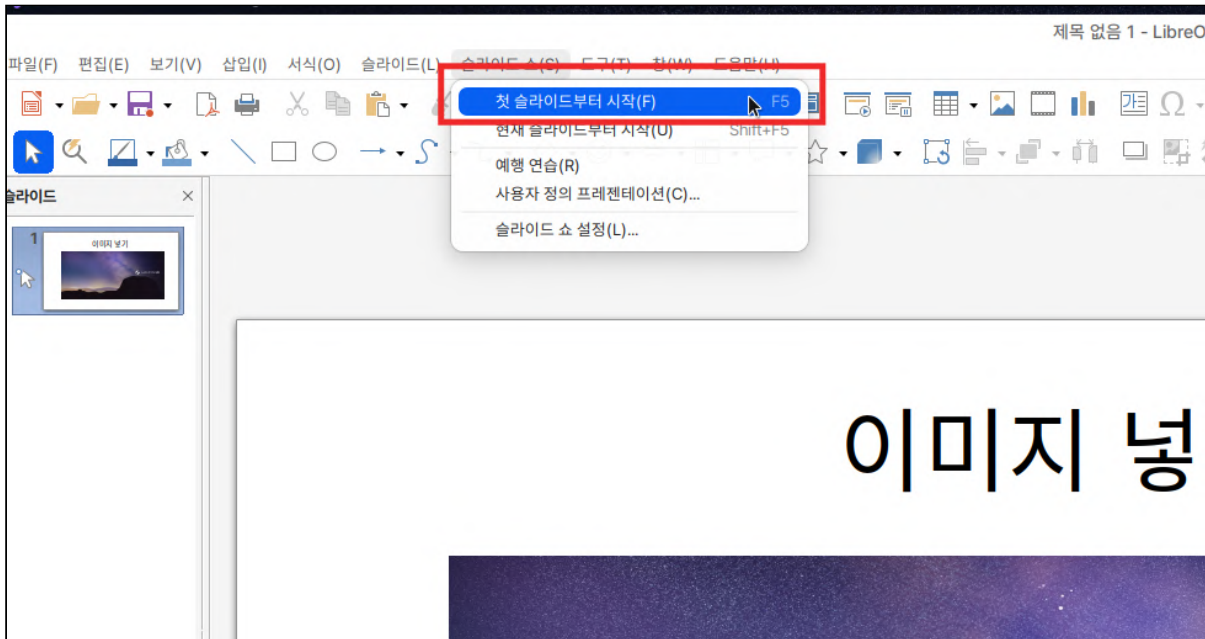 제목 없음 1 - LibreO
파일(F) 편집(E) 보기(V) 삽입(I) 서식(O) 슬라이드(L) 슬라이드 쇼(S) 도구(T) 창(W) 도움말(H)
첫 슬라이드부터 시작(F) F5
현재 슬라이드부터 시작(U) Shift+F5
예행 연습(R)
사용자 정의 프레젠테이션(C)...
슬라이드 쇼 설정(L)...
가
슬라이드
1
이미지 넣기
이미지 넣